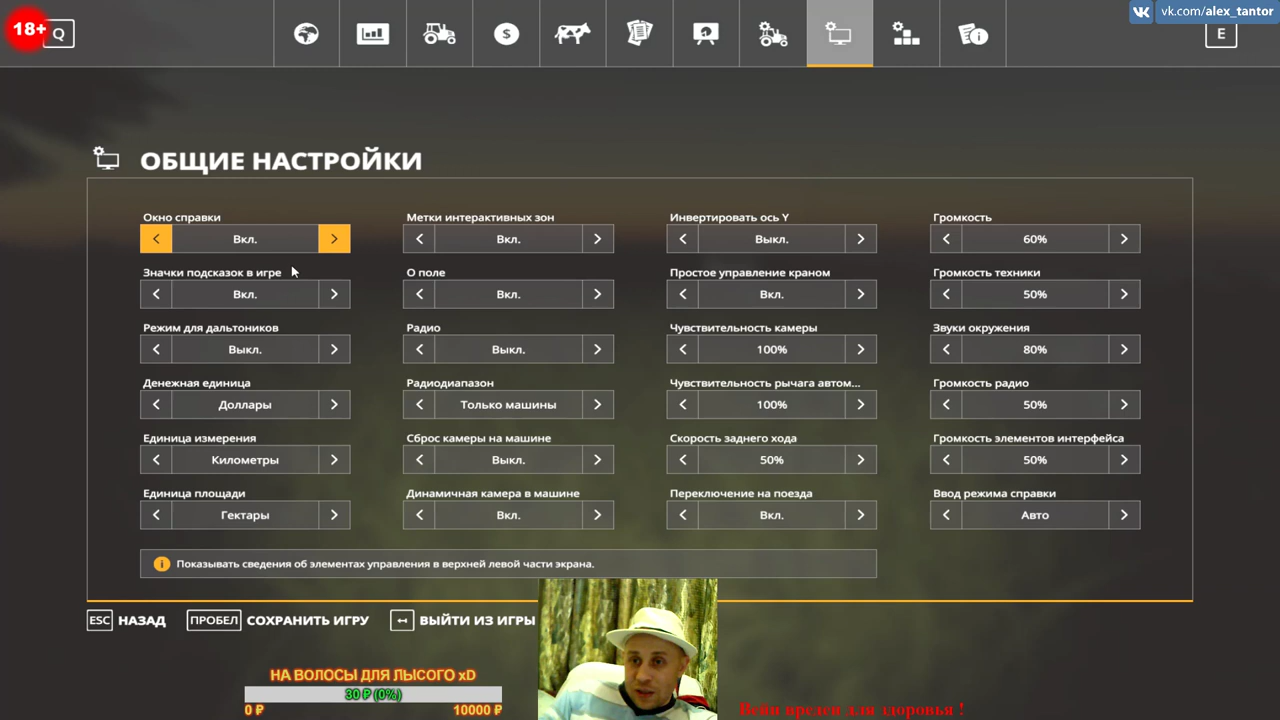 18+
Q
vk.com/alex_tantor
E
ОБЩИЕ НАСТРОЙКИ
Окно справки
Вкл.
Значки подсказок в игре
Вкл.
Режим для дальтоников
Выкл.
Денежная единица
Доллары
Единица измерения
Километры
Единица площади
Гектары
Метки интерактивных зон
Вкл.
О поле
Вкл.
Радио
Выкл.
Радиодиапазон
Только машины
Сброс камеры на машине
Выкл.
Динамичная камера в машине
Вкл.
Инвертировать ось Y
Выкл.
Простое управление краном
Вкл.
Чувствительность камеры
100%
Чувствительность рычага автом...
100%
Скорость заднего хода
50%
Переключение на поезда
Вкл.
Громкость
60%
Громкость техники
50%
Звуки окружения
80%
Громкость радио
50%
Громкость элементов интерфейса
50%
Ввод режима справки
Авто
Показывать сведения об элементах управления в верхней левой части экрана.
ESC НАЗАД ПРОБЕЛ СОХРАНИТЬ ИГРУ ВЫЙТИ ИЗ ИГРЫ
НА ВОЛОСЫ ДЛЯ ЛЫСОГО xD
30 ₽ (0%)
0 ₽ 10000 ₽
Вейп вреден для здоровья !